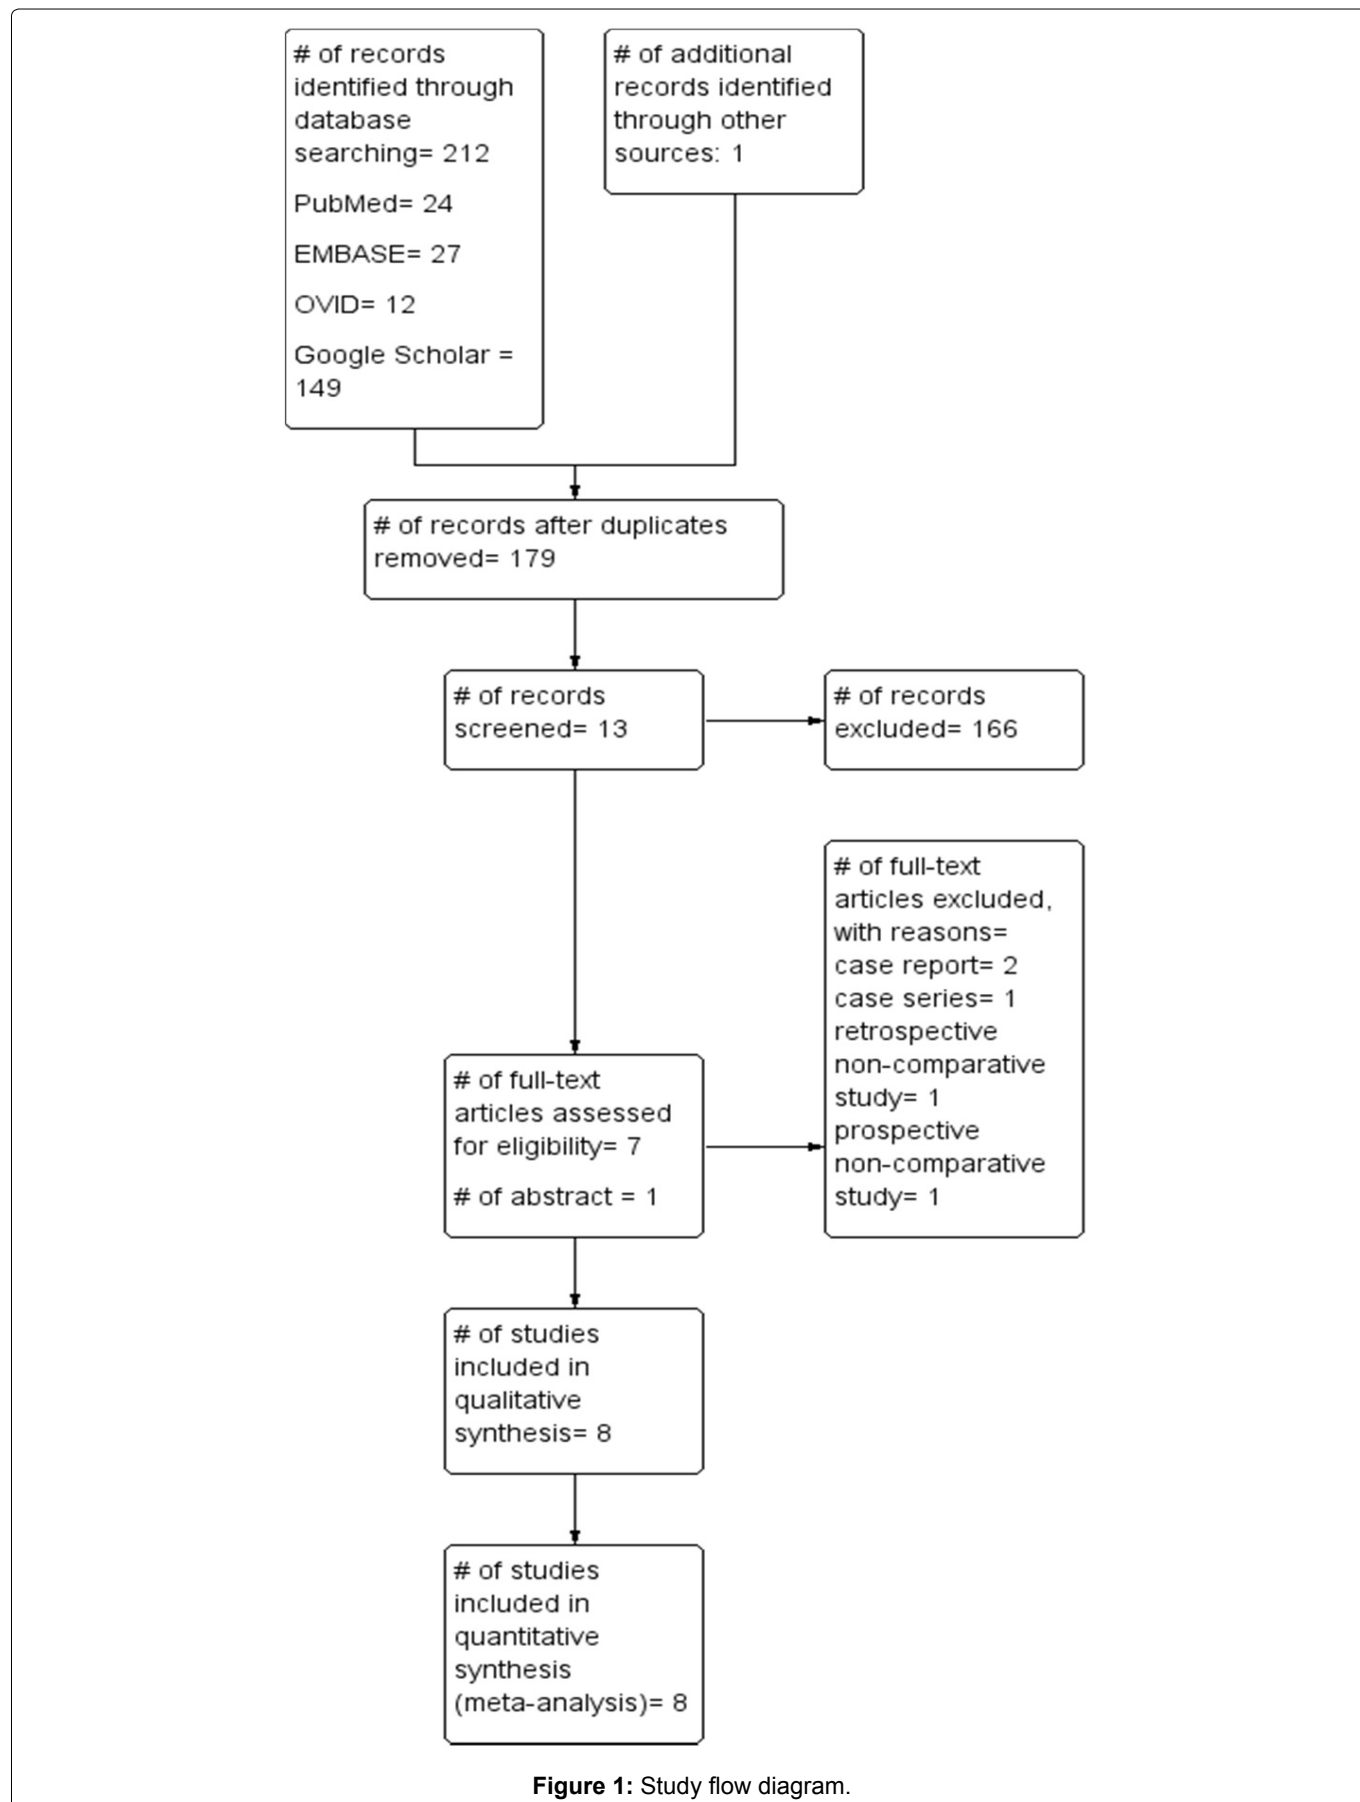 # of records
identified through
database
searching= 212
PubMed= 24
EMBASE= 27
OVID= 12
Google Scholar =
149
# of additional
records identified
through other
sources: 1
# of records after duplicates
removed= 179
# of records
screened= 13
# of records
excluded= 166
# of full-text
articles excluded,
with reasons=
case report= 2
case series= 1
retrospective
non-comparative
study= 1
prospective
non-comparative
study= 1
# of full-text
articles assessed
for eligibility= 7
# of abstract = 1
# of studies
included in
qualitative
synthesis= 8
# of studies
included in
quantitative
synthesis
(meta-analysis)= 8
Figure 1: Study flow diagram.